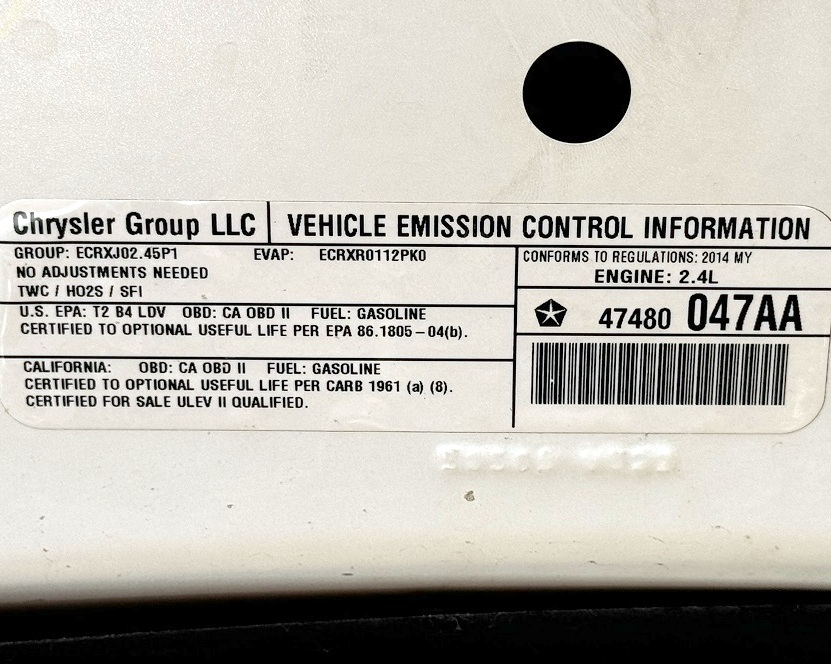 Chrysler Group LLC
VEHICLE EMISSION CONTROL INFORMATION
GROUP: ECRXJ02.45P1 EVAP: ECRXR0112PK0
NO ADJUSTMENTS NEEDED
TWC / HO2S / SFI
U.S. EPA: T2 B4 LDV OBD: CA OBD II FUEL: GASOLINE
CERTIFIED TO OPTIONAL USEFUL LIFE PER EPA 86.1805-04(b).
CALIFORNIA: OBD: CA OBD II FUEL: GASOLINE
CERTIFIED TO OPTIONAL USEFUL LIFE PER CARB 1961 (a) (8).
CERTIFIED FOR SALE ULEV II QUALIFIED.
CONFORMS TO REGULATIONS: 2014 MY
ENGINE: 2.4L
47480 047AA